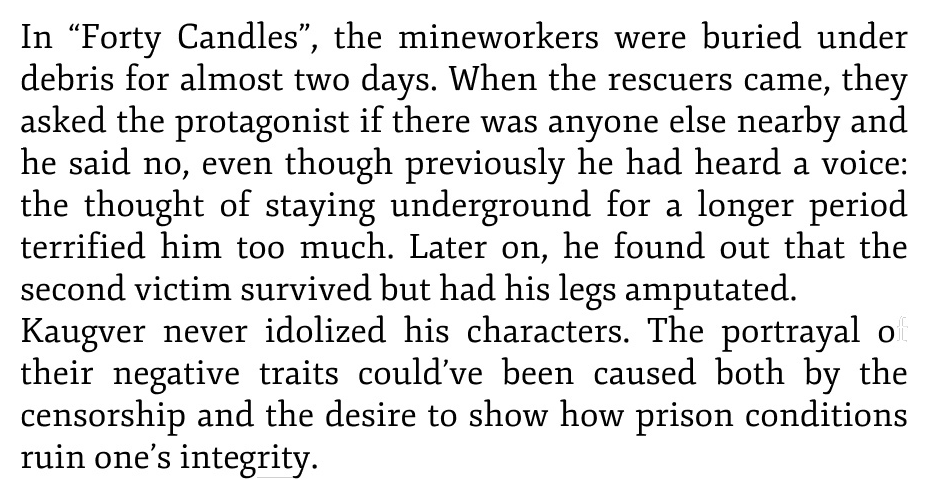 In “Forty Candles”, the mineworkers were buried under
debris for almost two days. When the rescuers came, they
asked the protagonist if there was anyone else nearby and
he said no, even though previously he had heard a voice:
the thought of staying underground for a longer period
terrified him too much. Later on, he found out that the
second victim survived but had his legs amputated.
Kaugver never idolized his characters. The portrayal of
their negative traits could’ve been caused both by the
censorship and the desire to show how prison conditions
ruin one’s integrity.